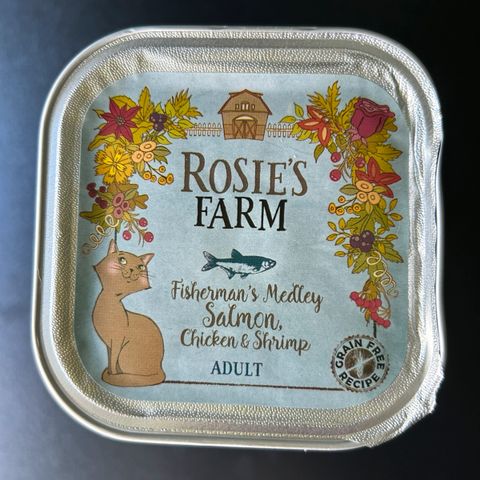 ROSIE'S
FARM
Fisherman's Medley
Salmon,
Chicken & Shrimp
ADULT
GRAIN FREE
RECIPE